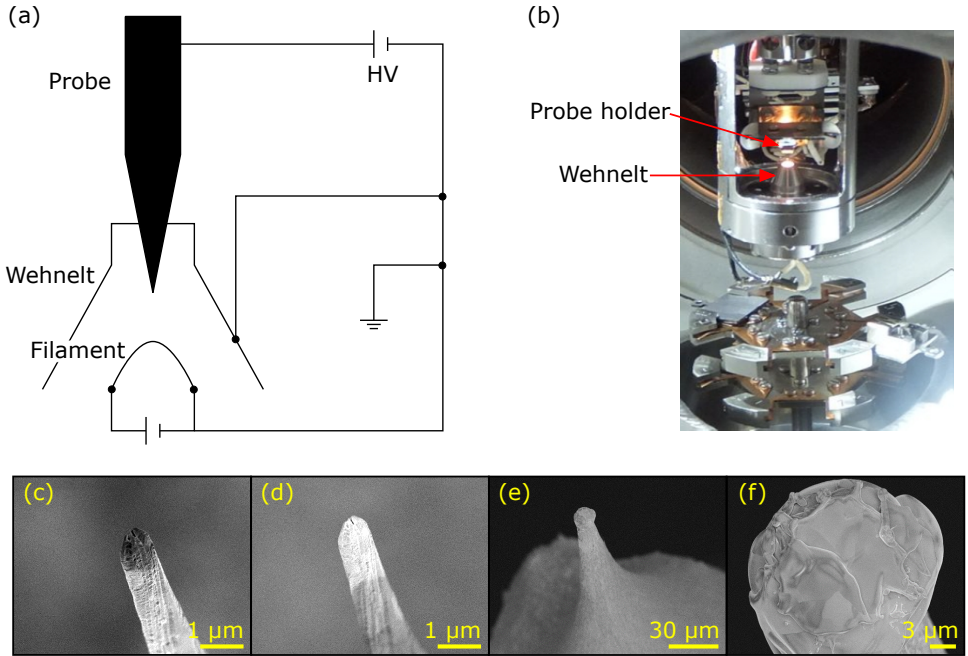 (a)
Probe
HV
Wehnelt
Filament
(b)
Probe holder
Wehnelt
(c)
1 µm
(d)
1 µm
(e)
30 µm
(f)
3 µm